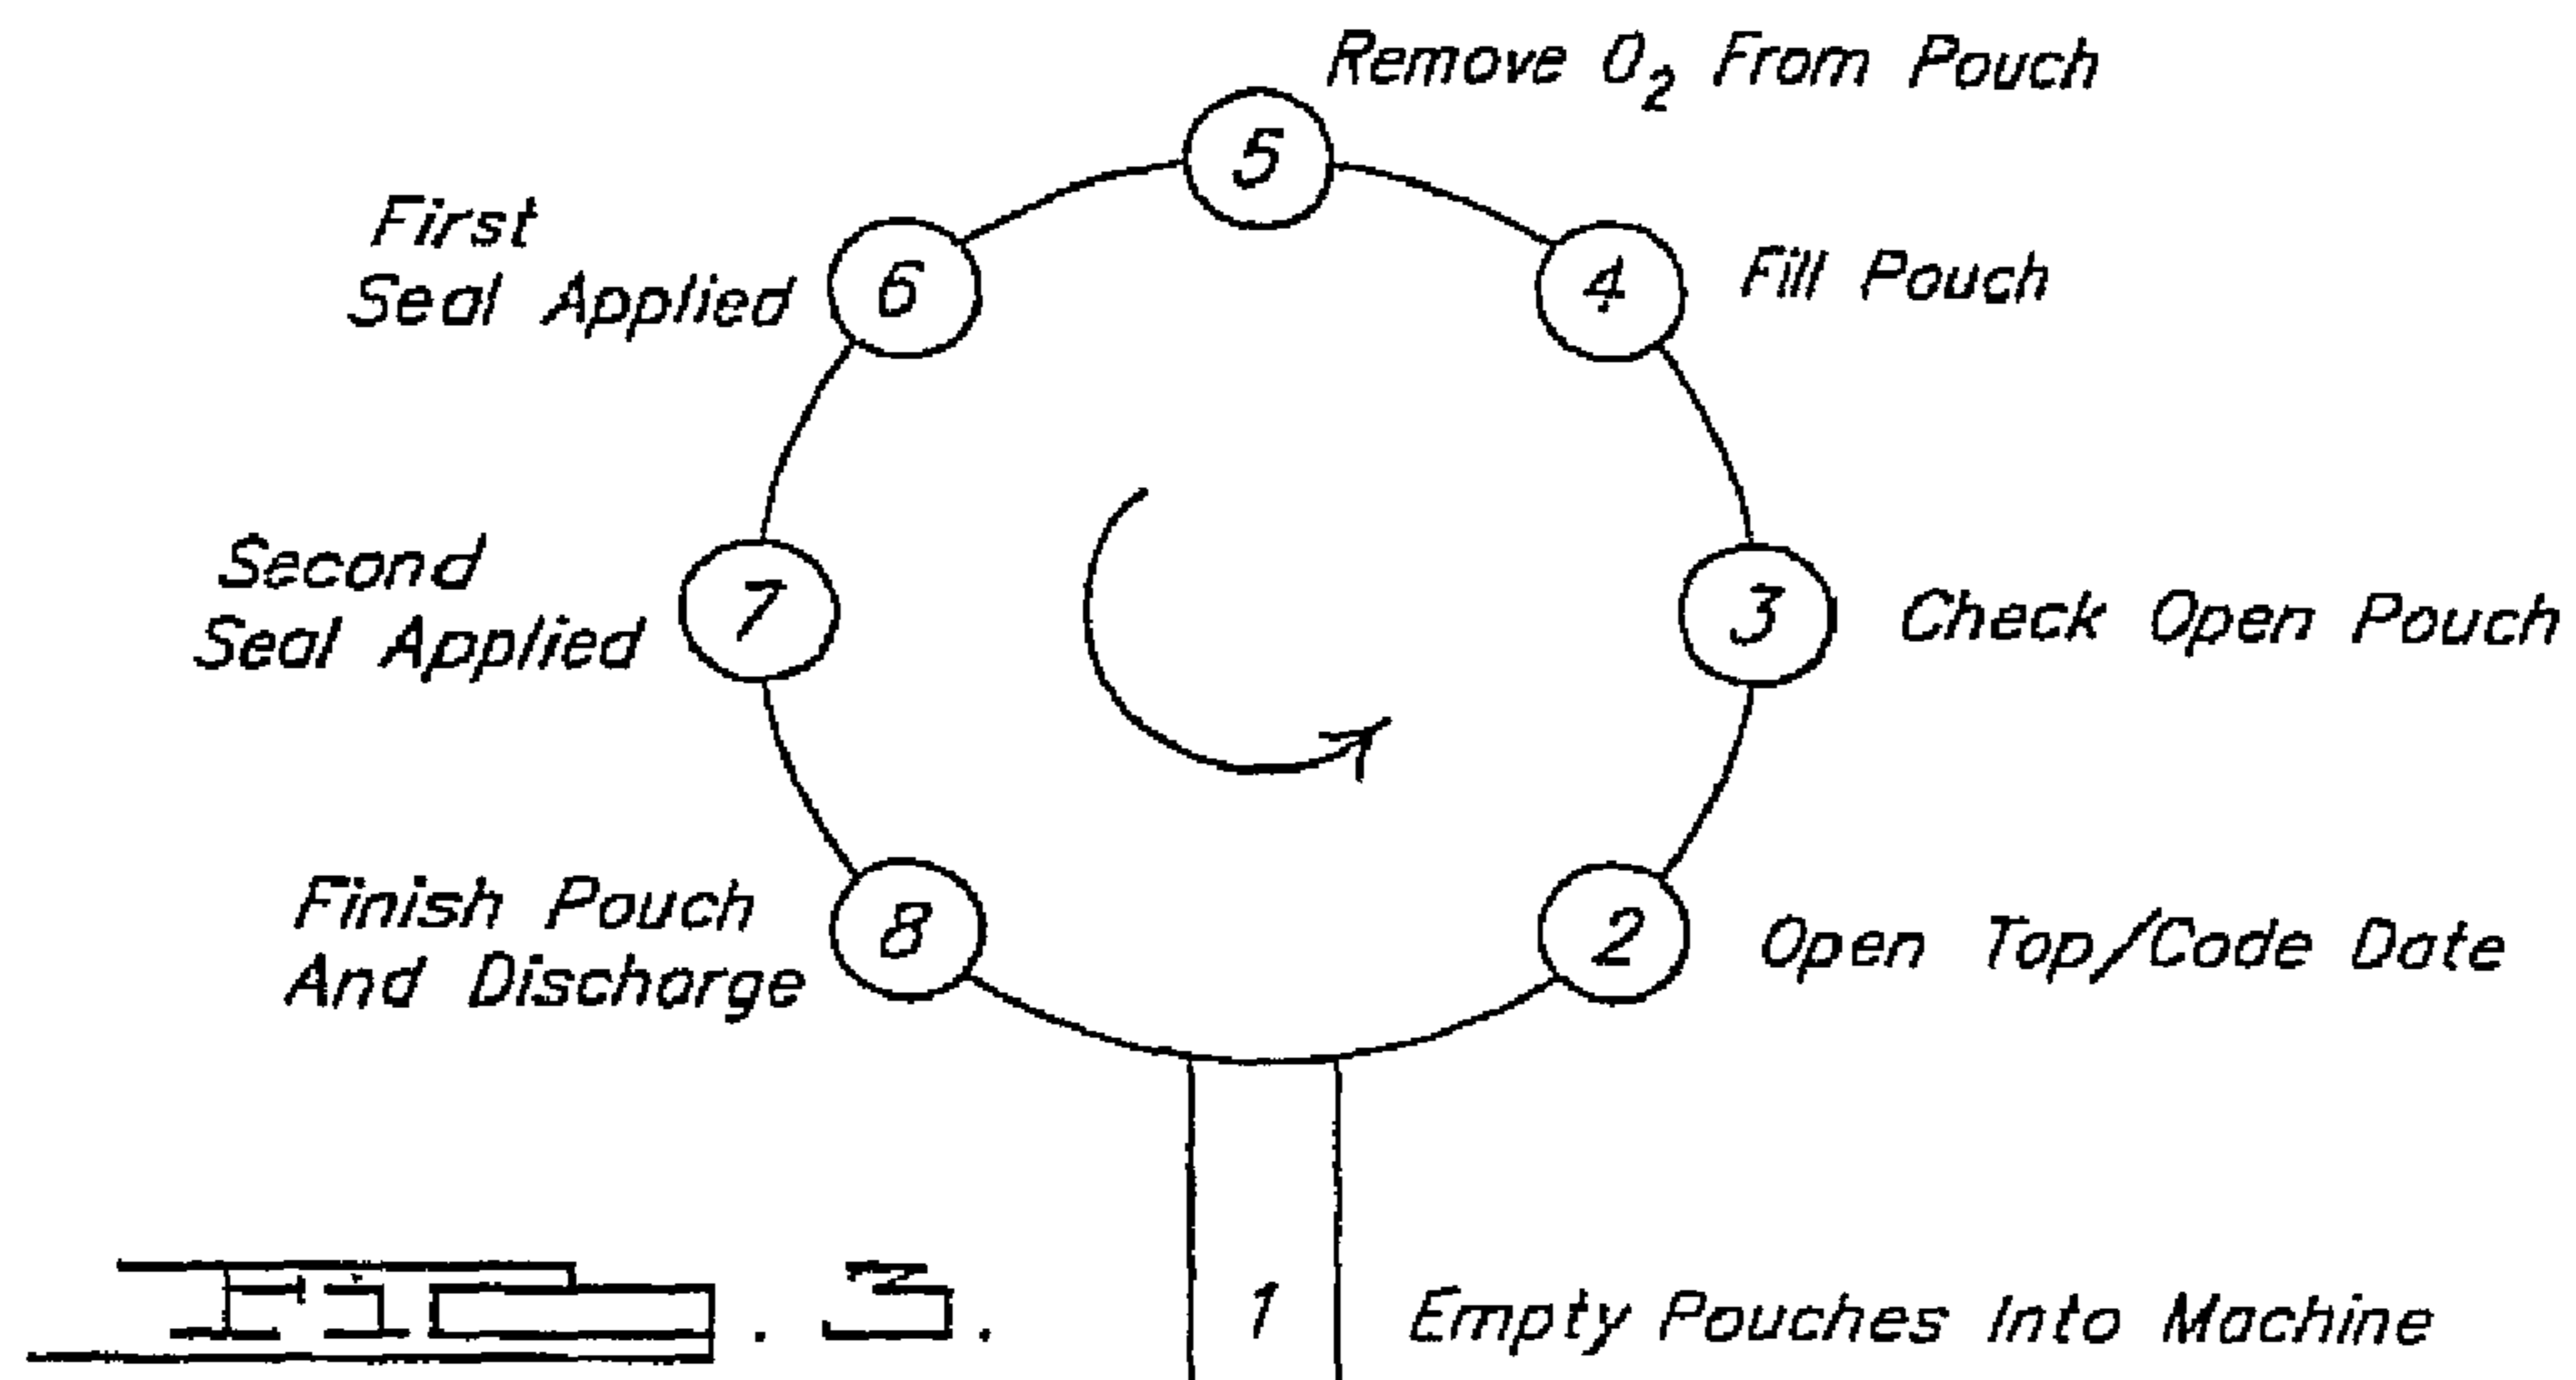 Remove O₂ From Pouch
5
First
Seal Applied
6
4
Fill Pouch
Second
Seal Applied
7
3
Check Open Pouch
Finish Pouch
And Discharge
8
2
Open Top/Code Date
Fig. 3.
1
Empty Pouches Into Machine